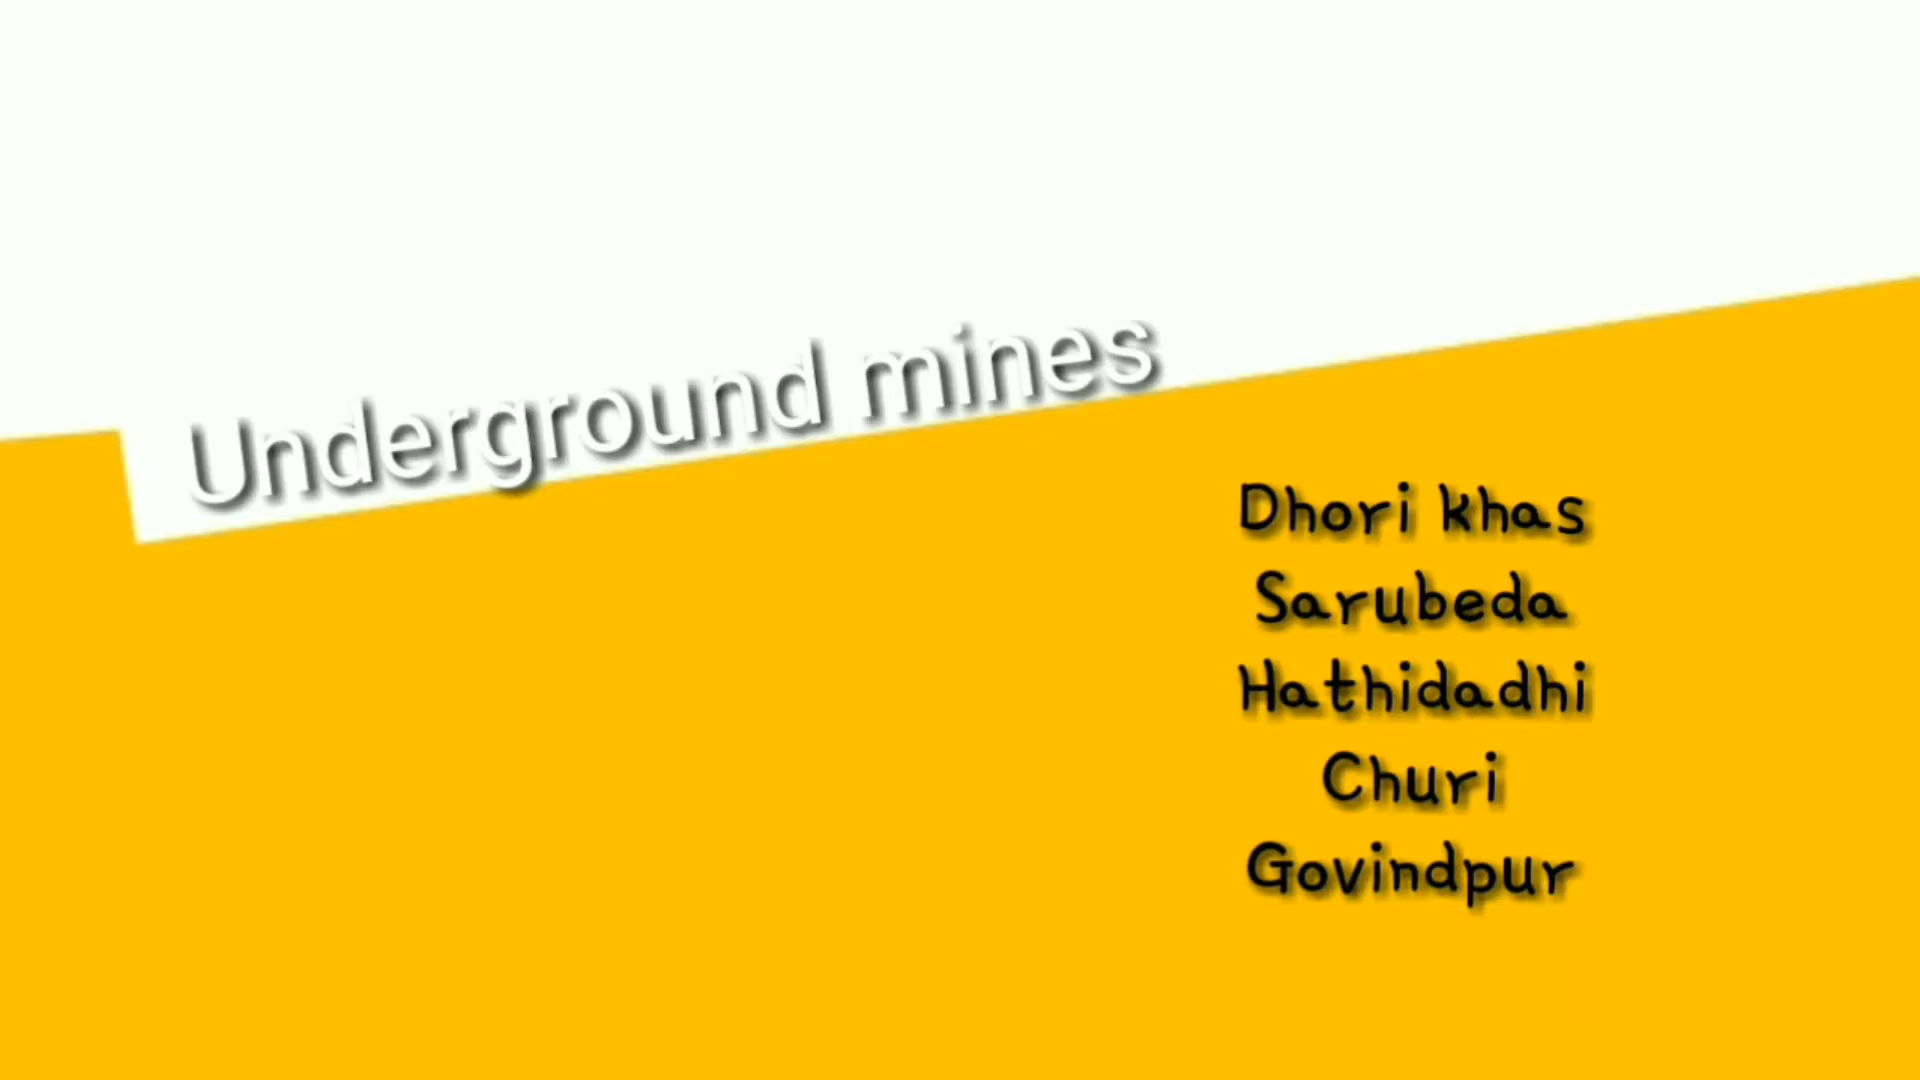 Underground mines
Dhori khas
Sarubeda
Hathidadhi
Churi
Govindpur